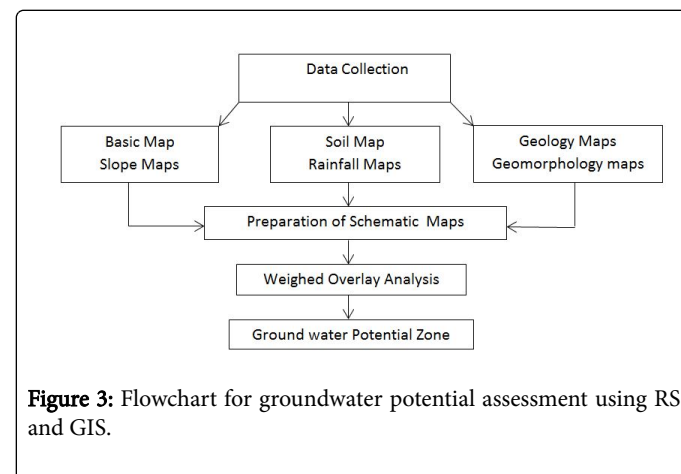 Data Collection
Basic Map
Slope Maps
Soil Map
Rainfall Maps
Geology Maps
Geomorphology maps
Preparation of Schematic Maps
Weighed Overlay Analysis
Ground water Potential Zone
Figure 3: Flowchart for groundwater potential assessment using RS
and GIS.